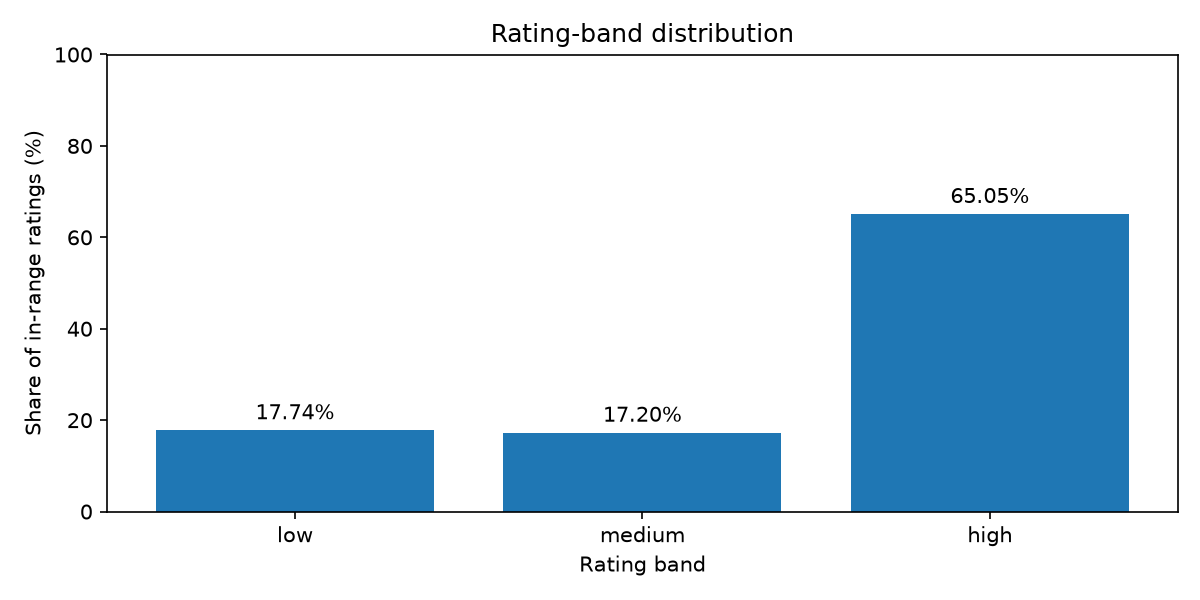 Rating-band distribution
Share of in-range ratings (%)
100
80
60
40
20
0
17.74%
17.20%
65.05%
low
medium
high
Rating band